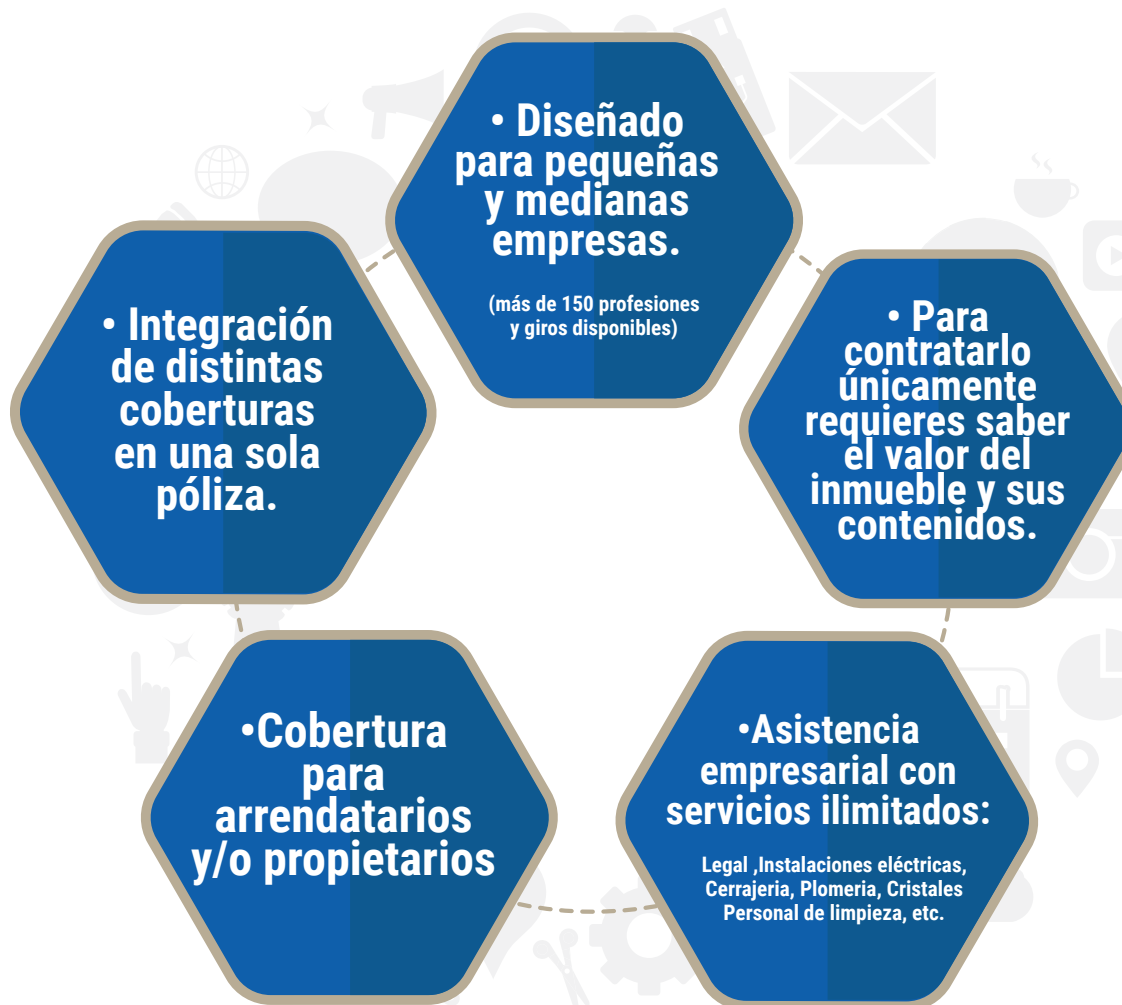 • Diseñado
para pequeñas
y medianas
empresas.
(más de 150 profesiones
y giros disponibles)
• Integración
de distintas
coberturas
en una sola
póliza.
• Para
contratarlo
únicamente
requieres saber
el valor del
inmueble y sus
contenidos.
•Cobertura
para
arrendatarios
y/o propietarios
•Asistencia
empresarial con
servicios ilimitados:
Legal ,Instalaciones eléctricas,
Cerrajeria, Plomeria, Cristales
Personal de limpieza, etc.